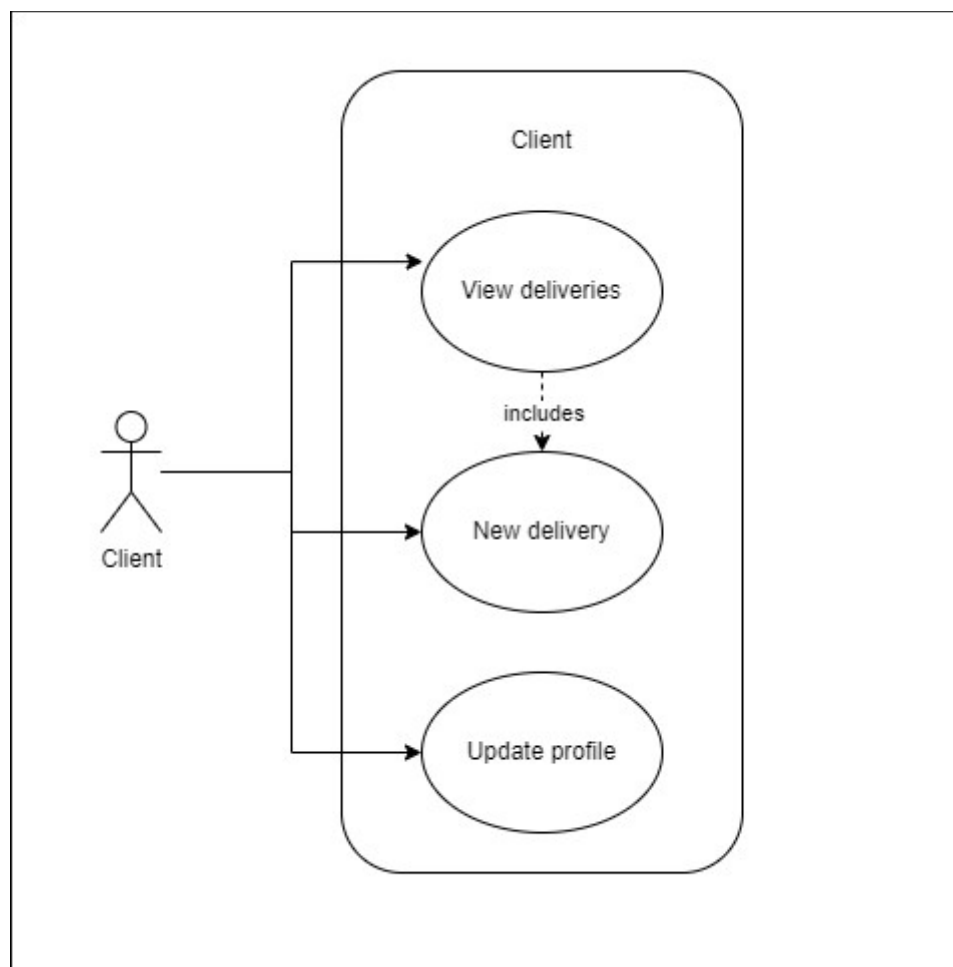 Client
View deliveries
includes
New delivery
Client
Update profile